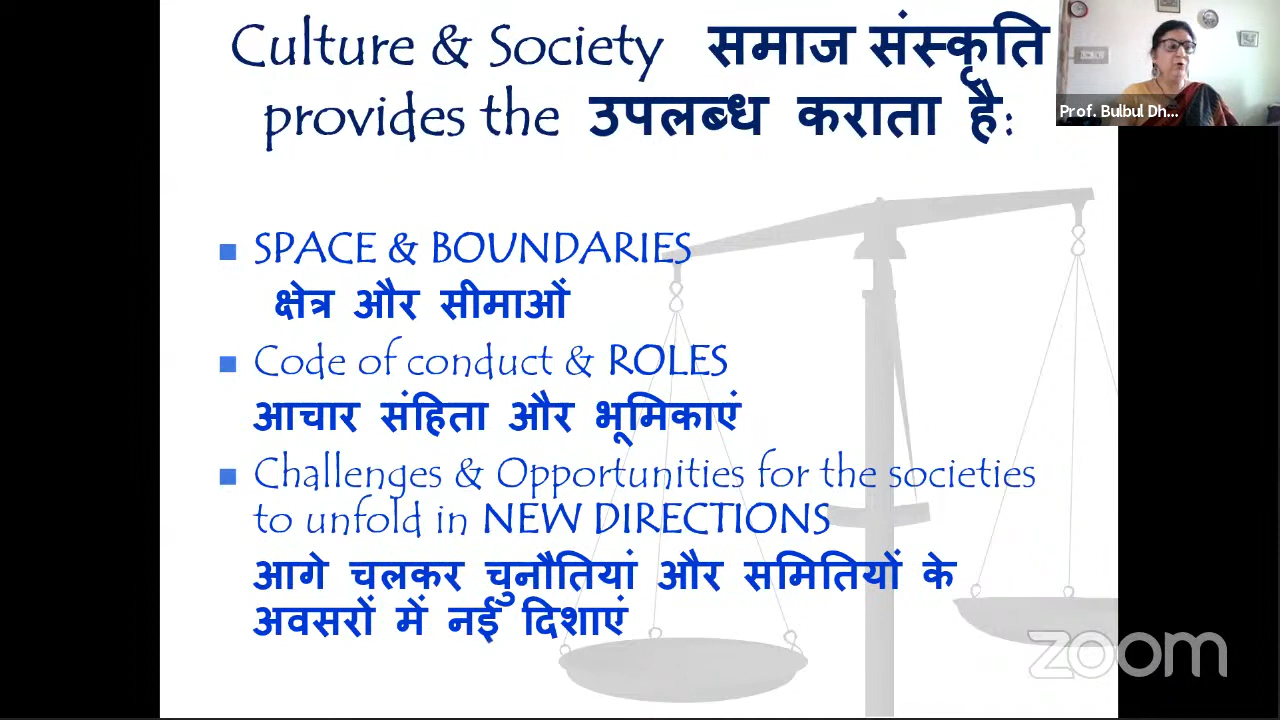 Culture & Society समाज संस्कृति
provides the उपलब्ध कराता है:
Prof. Bulbul Dh...
SPACE & BOUNDARIES
क्षेत्र और सीमाओं
Code of conduct & ROLES
आचार संहिता और भूमिकाएं
Challenges & Opportunities for the societies
to unfold in NEW DIRECTIONS
आगे चलकर चुनौतियां और समितियों के
अवसरों में नई दिशाएं
zoom